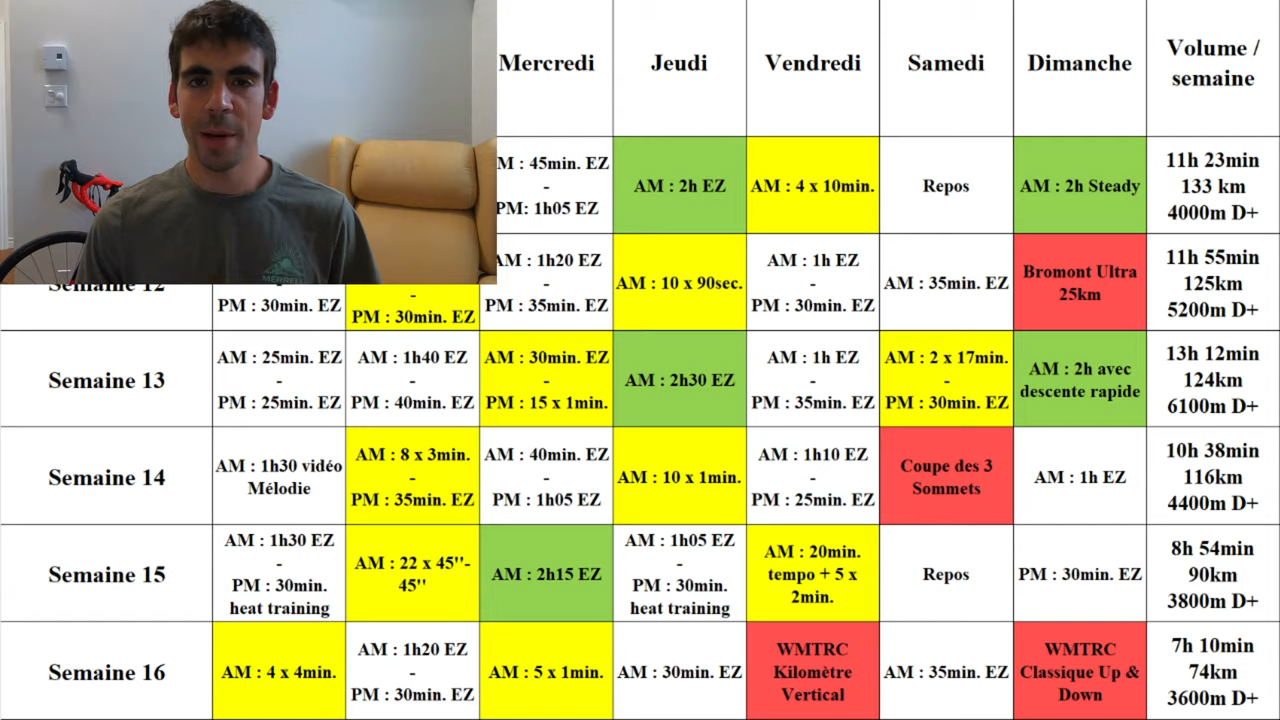 Mercredi
Jeudi
Vendredi
Samedi
Dimanche
Volume /
semaine
M : 45min. EZ
-
PM: 1h05 EZ
AM : 2h EZ
AM : 4 x 10min.
Repos
AM : 2h Steady
11h 23min
133 km
4000m D+
Semaine 12
PM : 30min. EZ
-
PM : 30min. EZ
AM : 1h20 EZ
-
PM : 35min. EZ
AM : 10 x 90sec.
AM : 1h EZ
-
PM : 30min. EZ
AM : 35min. EZ
Bromont Ultra
25km
11h 55min
125km
5200m D+
Semaine 13
AM : 25min. EZ
-
PM : 25min. EZ
AM : 1h40 EZ
-
PM : 40min. EZ
AM : 30min. EZ
-
PM : 15 x 1min.
AM : 2h30 EZ
AM : 1h EZ
-
PM : 35min. EZ
AM : 2 x 17min.
-
PM : 30min. EZ
AM : 2h avec
descente rapide
13h 12min
124km
6100m D+
Semaine 14
AM : 1h30 vidéo
Mélodie
AM : 8 x 3min.
-
PM : 35min. EZ
AM : 40min. EZ
-
PM : 1h05 EZ
AM : 10 x 1min.
AM : 1h10 EZ
-
PM : 25min. EZ
Coupe des 3
Sommets
AM : 1h EZ
10h 38min
116km
4400m D+
Semaine 15
AM : 1h30 EZ
-
PM : 30min.
heat training
AM : 22 x 45''-
45''
AM : 2h15 EZ
AM : 1h05 EZ
-
PM : 30min.
heat training
AM : 20min.
tempo + 5 x
2min.
Repos
PM : 30min. EZ
8h 54min
90km
3800m D+
Semaine 16
AM : 4 x 4min.
AM : 1h20 EZ
-
PM : 30min. EZ
AM : 5 x 1min.
AM : 30min. EZ
WMTRC
Kilomètre
Vertical
AM : 35min. EZ
WMTRC
Classique Up &
Down
7h 10min
74km
3600m D+
MERRELL